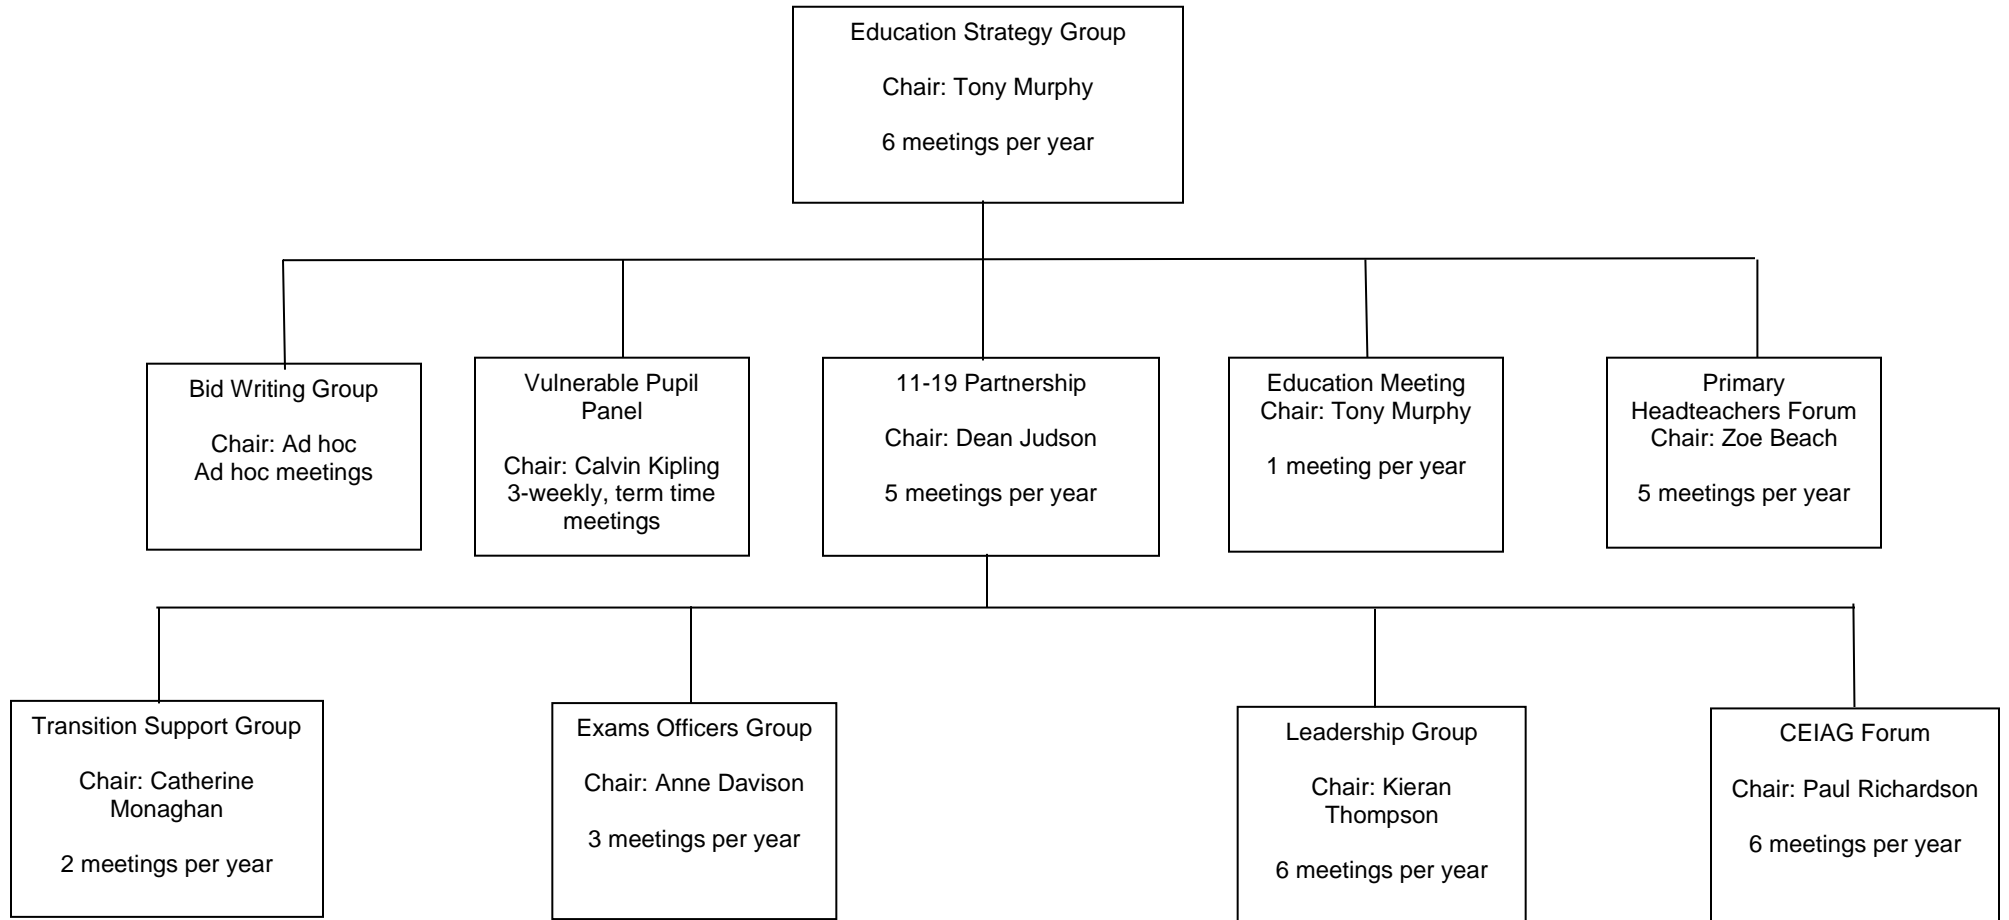 Education Strategy Group
Chair: Tony Murphy
6 meetings per year
Bid Writing Group
Chair: Ad hoc
Ad hoc meetings
Vulnerable Pupil
Panel
Chair: Calvin Kipling
3-weekly, term time
meetings
11-19 Partnership
Chair: Dean Judson
5 meetings per year
Education Meeting
Chair: Tony Murphy
1 meeting per year
Primary
Headteachers Forum
Chair: Zoe Beach
5 meetings per year
Transition Support Group
Chair: Catherine
Monaghan
2 meetings per year
Exams Officers Group
Chair: Anne Davison
3 meetings per year
Leadership Group
Chair: Kieran
Thompson
6 meetings per year
CEIAG Forum
Chair: Paul Richardson
6 meetings per year